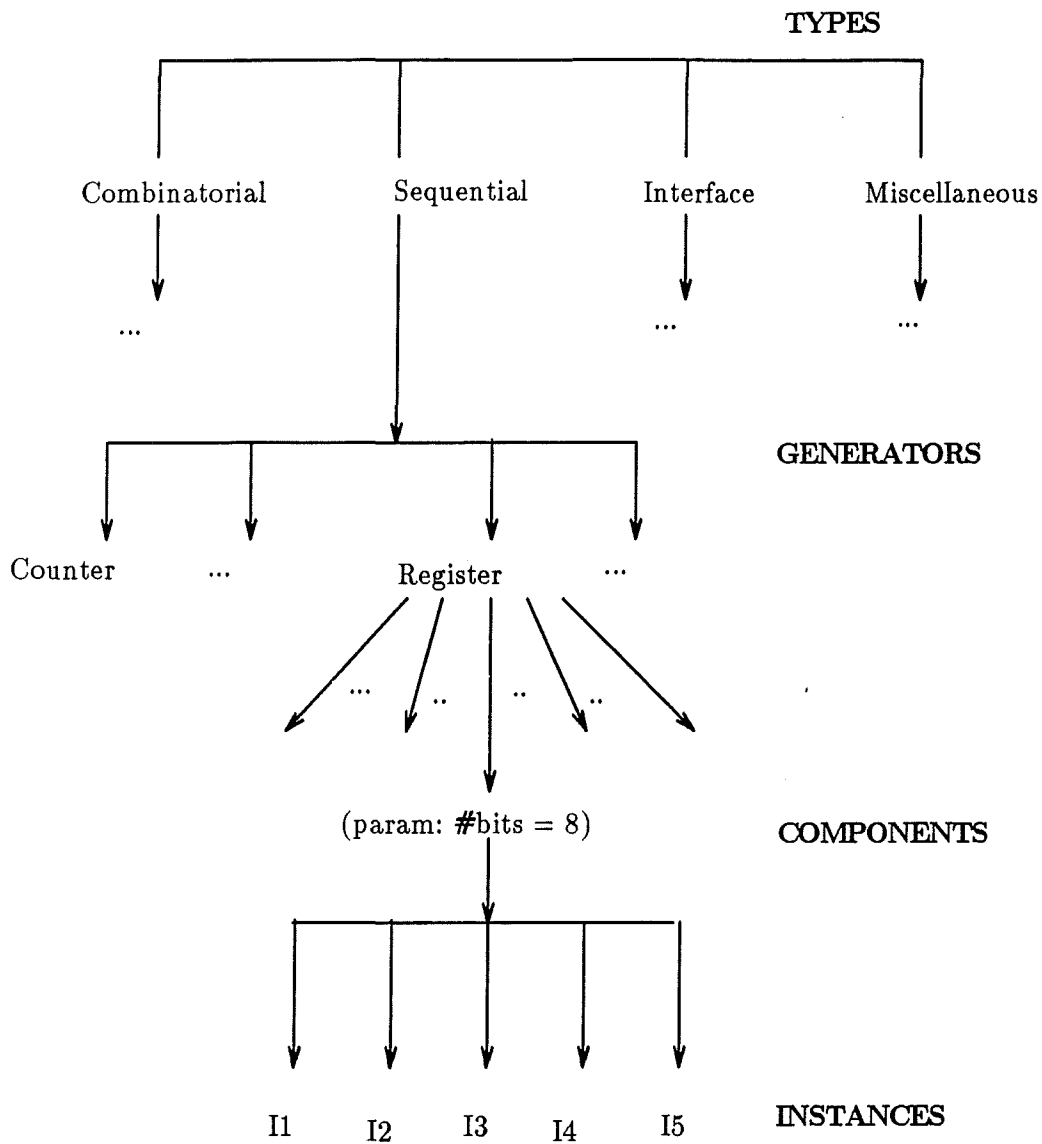 TYPES
Combinatorial Sequential Interface Miscellaneous
... ... ...
GENERATORS
Counter ... Register ...
... .. .. ..
(param: #bits = 8)
COMPONENTS
I1 I2 I3 I4 I5
INSTANCES